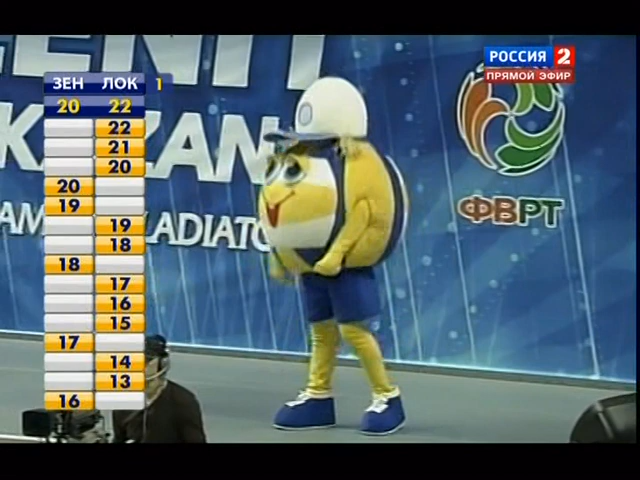 РОССИЯ 2
ПРЯМОЙ ЭФИР
ЗЕН ЛОК 1
20 22
22
21
20
20
19
19
18
18
17
16
15
17
14
13
16
ZENIT
KAZAN
LADIATO
ФВРТ